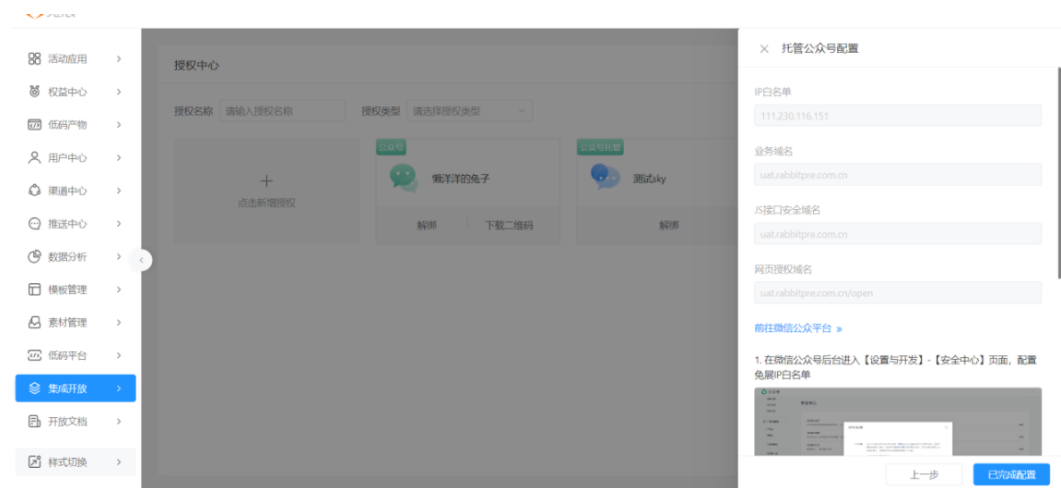 活动应用
权益中心
低码产物
用户中心
渠道中心
推送中心
数据分析
模板管理
素材管理
低码平台
集成开放
开放文档
样式切换
授权中心
授权名称 请输入授权名称 授权类型 请选择授权类型
点击新增授权
公众号
懒洋洋的兔子
解绑 下载二维码
公众号托管
测试sky
解绑
托管公众号配置
IP白名单
111.230.116.151
业务域名
uat.rabbitpre.com.cn
JS接口安全域名
uat.rabbitpre.com.cn
网页授权域名
uat.rabbitpre.com.cn/open
前往微信公众平台 »
1. 在微信公众号后台进入【设置与开发】-【安全中心】页面，配置
免展IP白名单
上一步 已完成配置